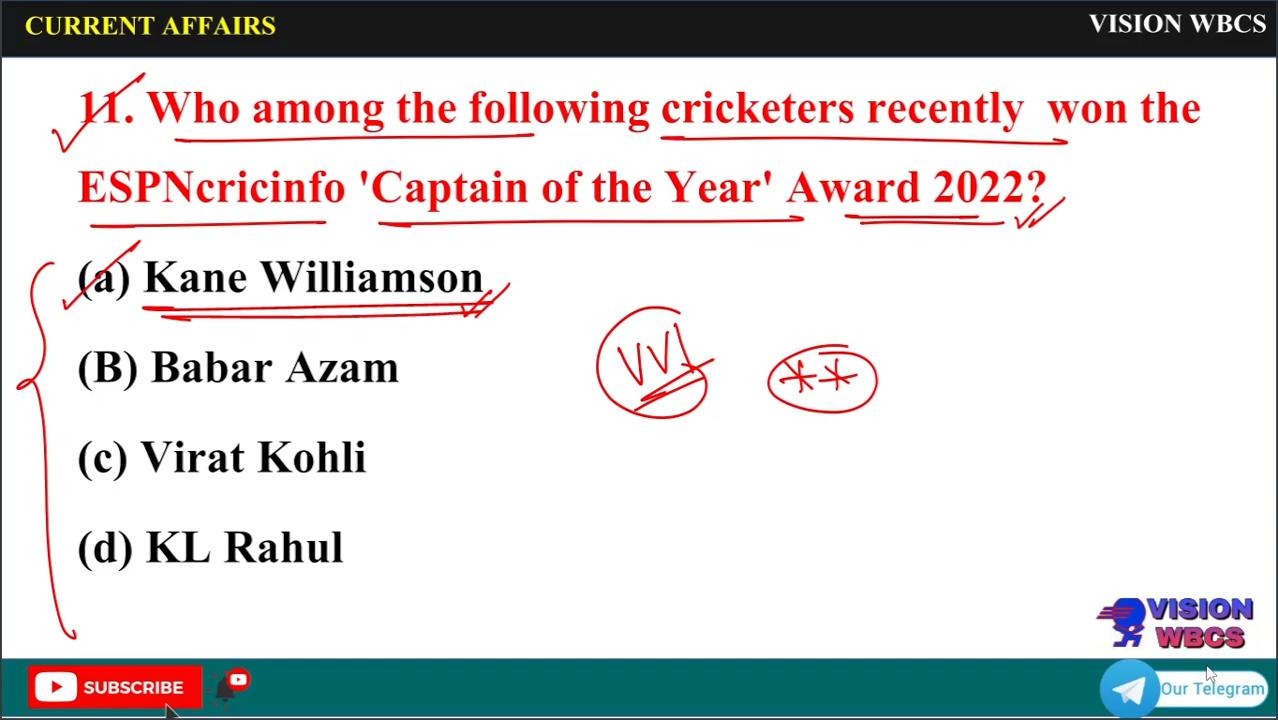 CURRENT AFFAIRS
VISION WBCS
11. Who among the following cricketers recently won the
ESPNcricinfo 'Captain of the Year' Award 2022?
(a) Kane Williamson
(B) Babar Azam
VVI
**
(c) Virat Kohli
(d) KL Rahul
VISION
WBCS
SUBSCRIBE
Our Telegram